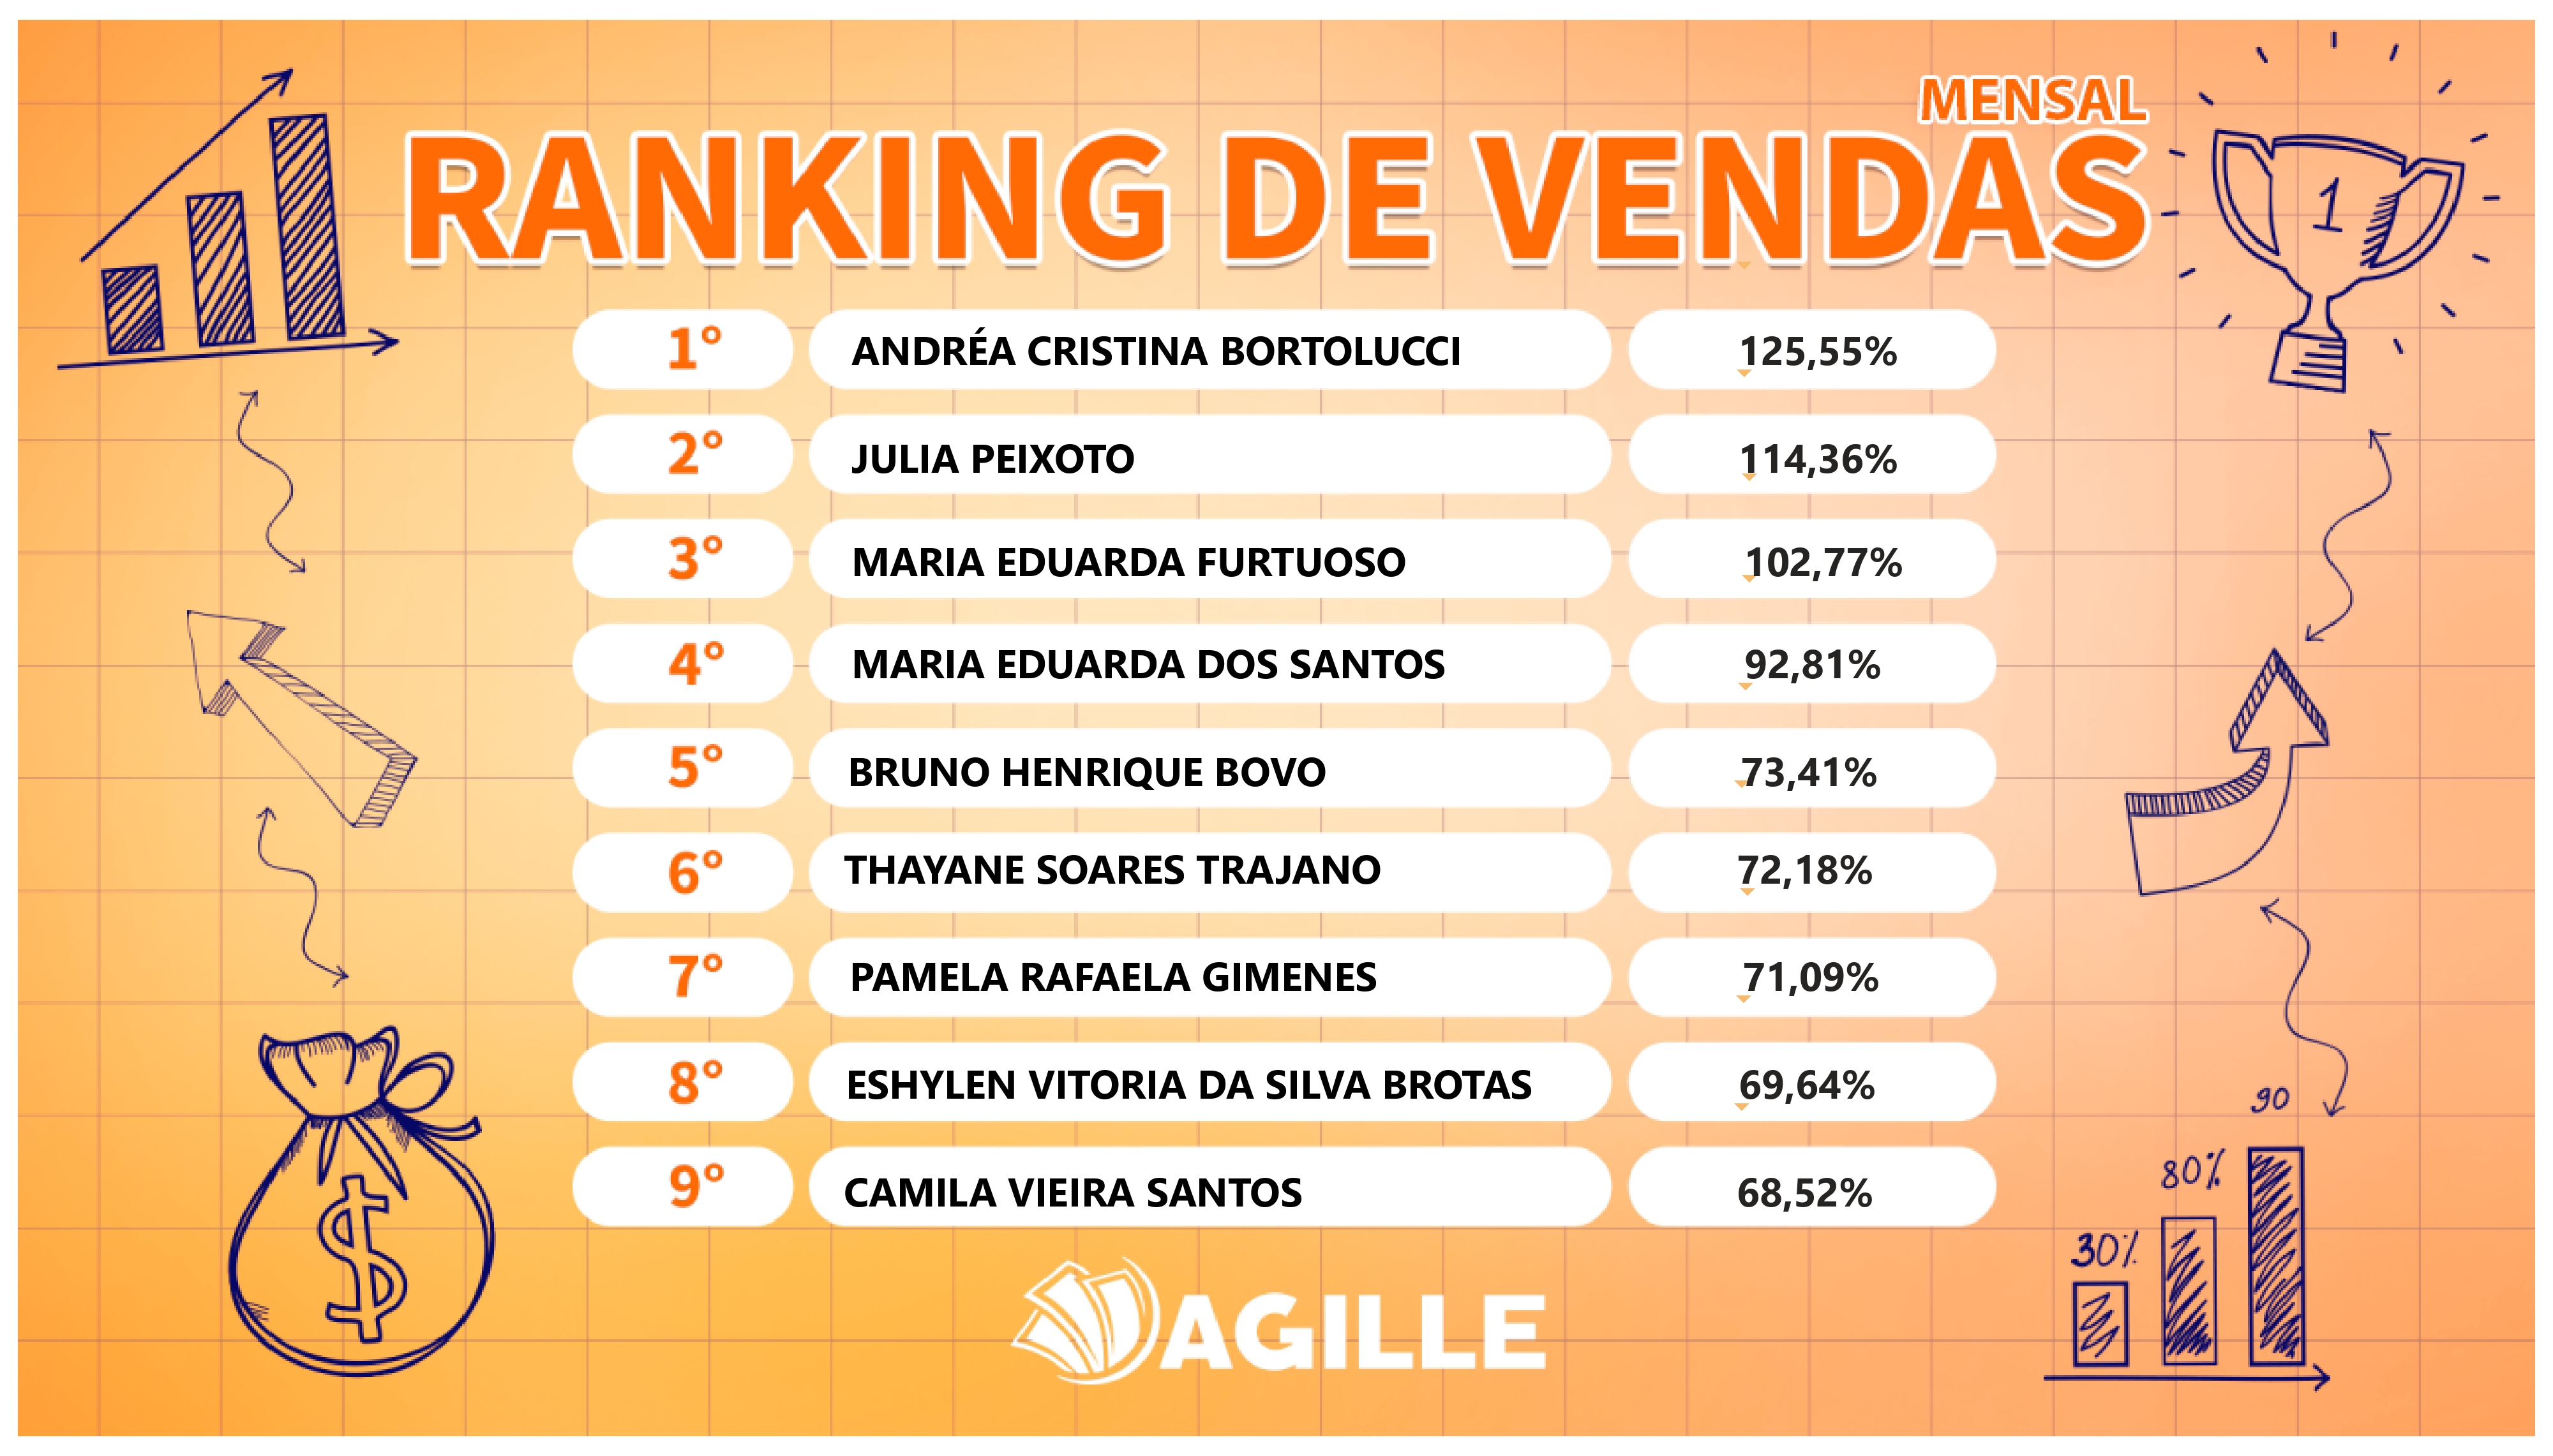 MENSAL
RANKING DE VENDAS
1
1° ANDRÉA CRISTINA BORTOLUCCI 125,55%
2° JULIA PEIXOTO 114,36%
3° MARIA EDUARDA FURTUOSO 102,77%
4° MARIA EDUARDA DOS SANTOS 92,81%
5° BRUNO HENRIQUE BOVO 73,41%
6° THAYANE SOARES TRAJANO 72,18%
7° PAMELA RAFAELA GIMENES 71,09%
8° ESHYLEN VITORIA DA SILVA BROTAS 69,64%
9° CAMILA VIEIRA SANTOS 68,52%
90
80%
30%
$
AGILLE